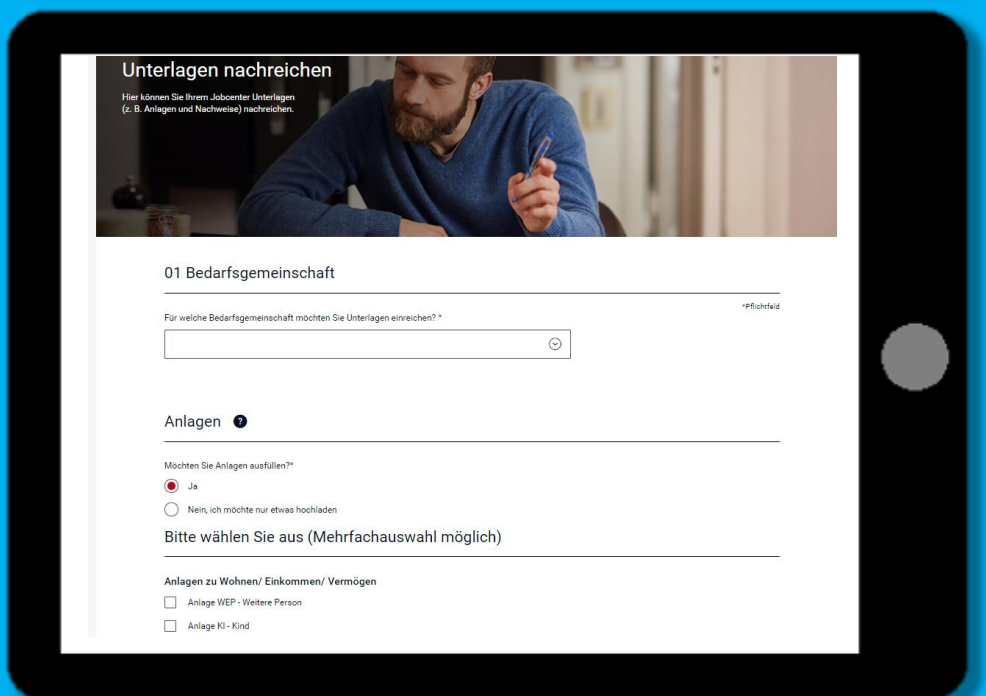 Unterlagen nachreichen
Hier können Sie Ihrem Jobcenter Unterlagen
(z. B. Anlagen und Nachweise) nachreichen.
01 Bedarfsgemeinschaft
*Pflichtfeld
Für welche Bedarfsgemeinschaft möchten Sie Unterlagen einreichen? *
Anlagen ?
Möchten Sie Anlagen ausfüllen?*
Ja
Nein, ich möchte nur etwas hochladen
Bitte wählen Sie aus (Mehrfachauswahl möglich)
Anlagen zu Wohnen/ Einkommen/ Vermögen
Anlage WEP - Weitere Person
Anlage KI - Kind